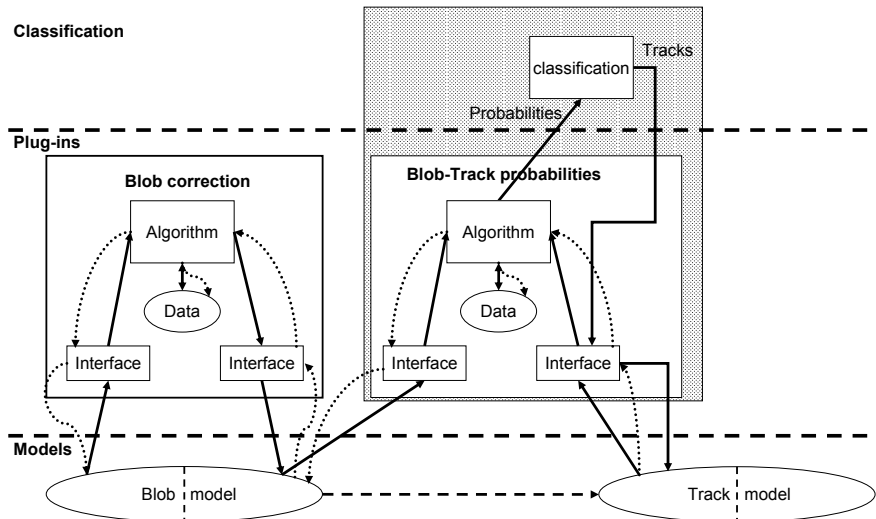 Classification
classification
Tracks
Probabilities
Plug-ins
Blob correction
Blob-Track probabilities
Algorithm
Algorithm
Data
Data
Interface
Interface
Interface
Interface
Models
Blob model
Track model